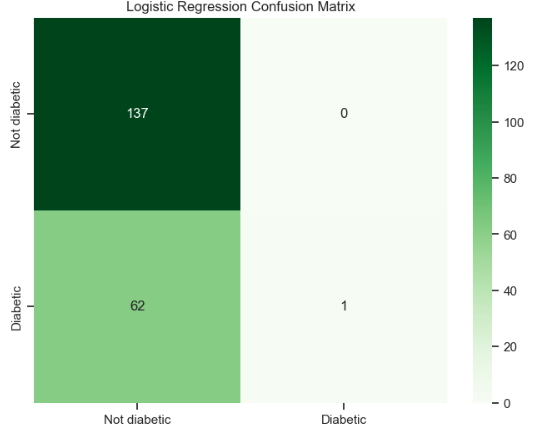 Logistic Regression Confusion Matrix
Not diabetic
137
0
Diabetic
62
1
Not diabetic
Diabetic
120
100
80
60
40
20
0